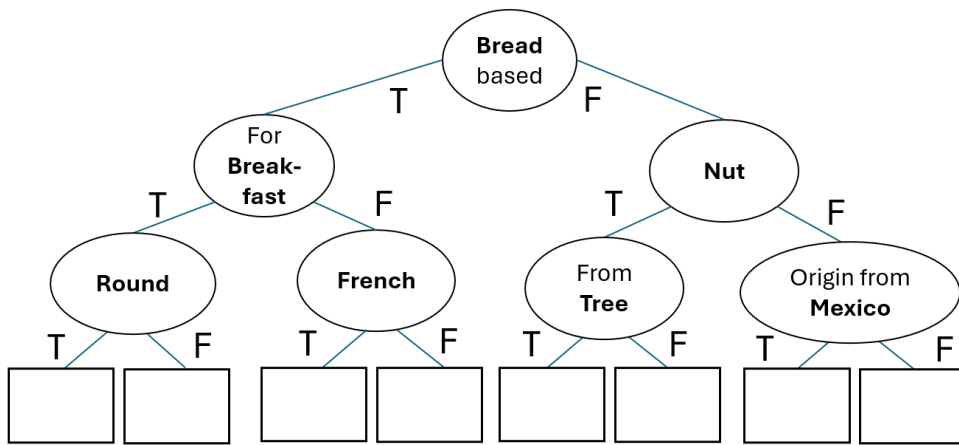 Bread
based
T
F
For
Break-
fast
Nut
T
F
T
F
Round
French
From
Tree
Origin from
Mexico
T
F
T
F
T
F
T
F